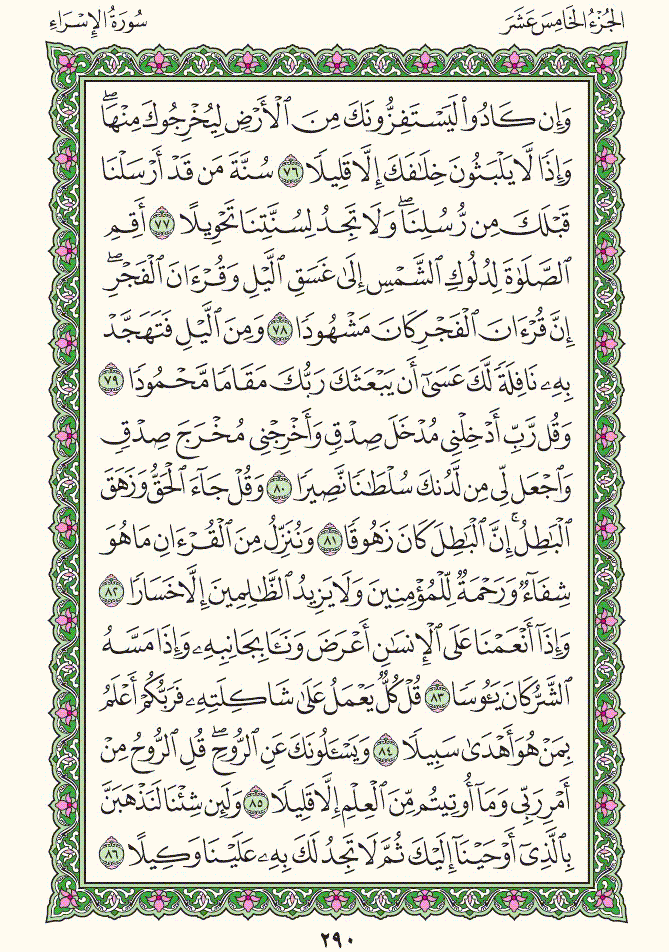 الجُزْءُ الخَامِسَ عَشَرَ
سُورَةُ الإِسْرَاءِ
وَإِن كَادُواْ لَيَسْتَفِزُّونَكَ مِنَ ٱلْأَرْضِ لِيُخْرِجُوكَ مِنْهَاۖ
وَإِذًا لَّا يَلْبَثُونَ خِلَٰفَكَ إِلَّا قَلِيلًا ٧٦ سُنَّةَ مَن قَدْ أَرْسَلْنَا
قَبْلَكَ مِن رُّسُلِنَاۖ وَلَا تَجِدُ لِسُنَّتِنَا تَحْوِيلًا ٧٧ أَقِمِ
ٱلصَّلَوٰةَ لِدُلُوكِ ٱلشَّمْسِ إِلَىٰ غَسَقِ ٱلَّيْلِ وَقُرْءَانَ ٱلْفَجْرِۖ
إِنَّ قُرْءَانَ ٱلْفَجْرِ كَانَ مَشْهُودًا ٧٨ وَمِنَ ٱلَّيْلِ فَتَهَجَّدْ
بِهِۦ نَافِلَةً لَّكَ عَسَىٰٓ أَن يَبْعَثَكَ رَبُّكَ مَقَامًا مَّحْمُودًا ٧٩
وَقُل رَّبِّ أَدْخِلْنِى مُدْخَلَ صِدْقٍ وَأَخْرِجْنِى مُخْرَجَ صِدْقٍ
وَٱجْعَل لِّى مِن لَّدُنكَ سُلْطَٰنًا نَّصِيرًا ٨٠ وَقُلْ جَآءَ ٱلْحَقُّ وَزَهَقَ
ٱلْبَٰطِلُۚ إِنَّ ٱلْبَٰطِلَ كَانَ زَهُوقًا ٨١ وَنُنَزِّلُ مِنَ ٱلْقُرْءَانِ مَا هُوَ
شِفَآءٌ وَرَحْمَةٌ لِّلْمُؤْمِنِينَ وَلَا يَزِيدُ ٱلظَّٰلِمِينَ إِلَّا خَسَارًا ٨٢
وَإِذَآ أَنْعَمْنَا عَلَى ٱلْإِنسَٰنِ أَعْرَضَ وَنَـَٔا بِجَانِبِهِۦ وَإِذَا مَسَّهُ
ٱلشَّرُّ كَانَ يَـُٔوسًا ٨٣ قُلْ كُلٌّ يَعْمَلُ عَلَىٰ شَاكِلَتِهِۦ فَرَبُّكُمْ أَعْلَمُ
بِمَنْ هُوَ أَهْدَىٰ سَبِيلًا ٨٤ وَيَسْـَٔلُونَكَ عَنِ ٱلرُّوحِۖ قُلِ ٱلرُّوحُ مِنْ
أَمْرِ رَبِّى وَمَآ أُوتِيتُم مِّنَ ٱلْعِلْمِ إِلَّا قَلِيلًا ٨٥ وَلَئِن شِئْنَا لَنَذْهَبَنَّ
بِٱلَّذِىٓ أَوْحَيْنَآ إِلَيْكَ ثُمَّ لَا تَجِدُ لَكَ بِهِۦ عَلَيْنَا وَكِيلًا ٨٦
٢٩٠